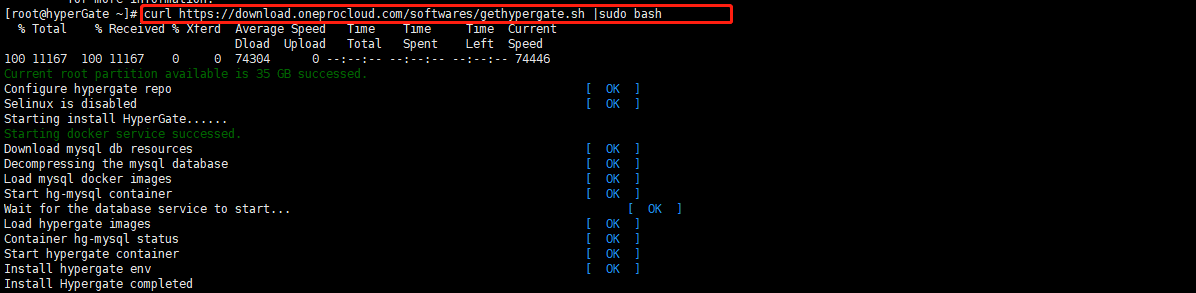 for more information.
[root@hyperGate ~]# curl https://download.oneprocloud.com/softwares/gethypergate.sh |sudo bash
% Total % Received % Xferd Average Speed Time Time Time Current
Dload Upload Total Spent Left Speed
100 11167 100 11167 0 0 74304 0 --:--:-- --:--:-- --:--:-- 74446
Current root partition available is 35 GB successed.
Configure hypergate repo [ OK ]
Selinux is disabled [ OK ]
Starting install HyperGate......
Starting docker service successed.
Download mysql db resources [ OK ]
Decompressing the mysql database [ OK ]
Load mysql docker images [ OK ]
Start hg-mysql container [ OK ]
Wait for the database service to start... [ OK ]
Load hypergate images [ OK ]
Container hg-mysql status [ OK ]
Start hypergate container [ OK ]
Install hypergate env [ OK ]
Install Hypergate completed